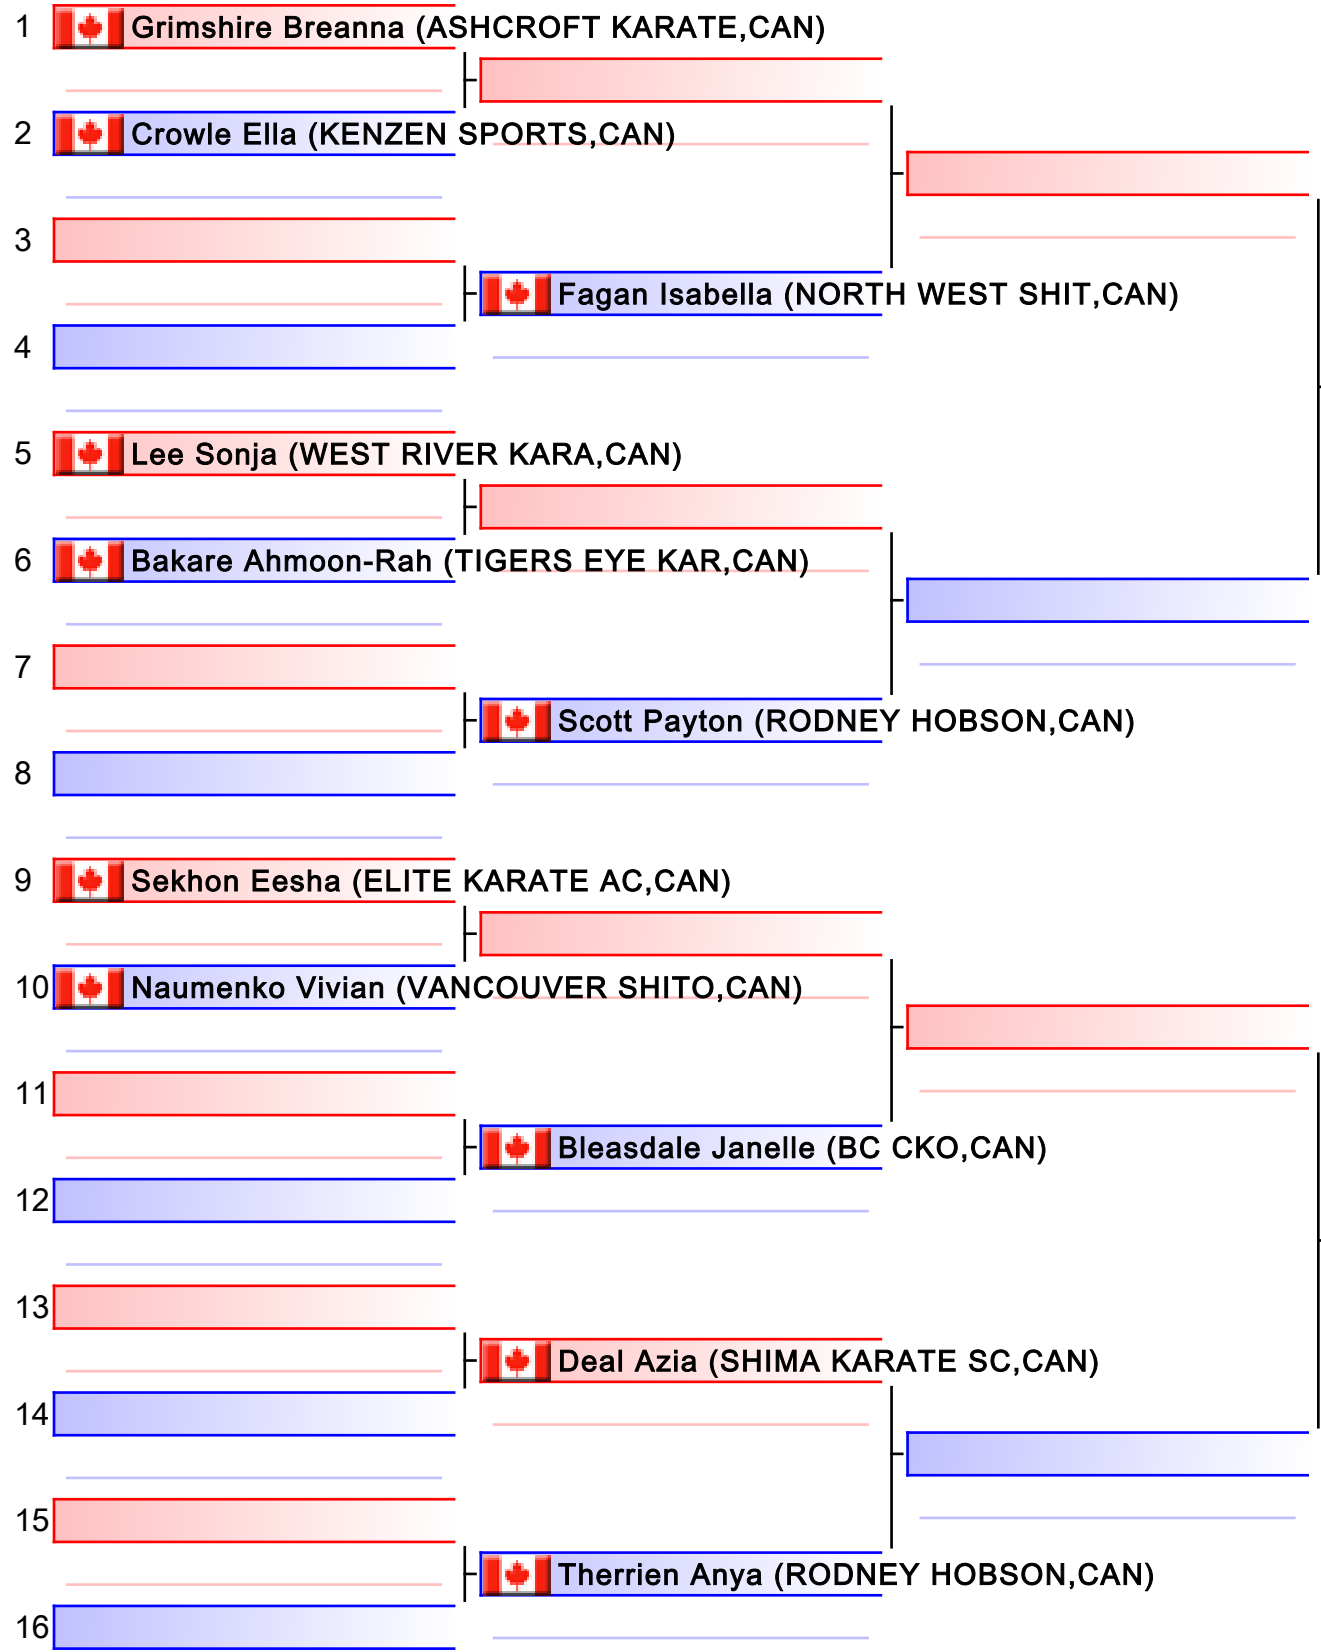 1 Grimshire Breanna (ASHCROFT KARATE,CAN)
2 Crowle Ella (KENZEN SPORTS,CAN)
3
Fagan Isabella (NORTH WEST SHIT,CAN)
4
5 Lee Sonja (WEST RIVER KARA,CAN)
6 Bakare Ahmoon-Rah (TIGERS EYE KAR,CAN)
7
Scott Payton (RODNEY HOBSON,CAN)
8
9 Sekhon Eesha (ELITE KARATE AC,CAN)
10 Naumenko Vivian (VANCOUVER SHITO,CAN)
11
Bleasdale Janelle (BC CKO,CAN)
12
13
Deal Azia (SHIMA KARATE SC,CAN)
14
15
Therrien Anya (RODNEY HOBSON,CAN)
16